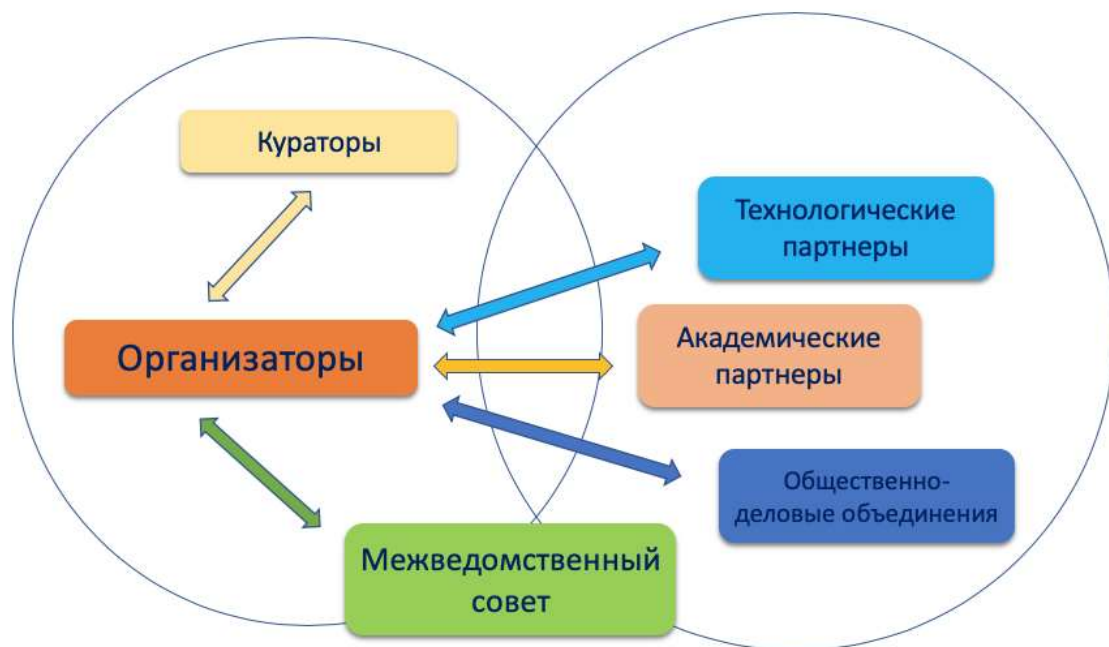 Кураторы
Технологические
партнеры
Организаторы
Академические
партнеры
Общественно-
деловые объединения
Межведомственный
совет